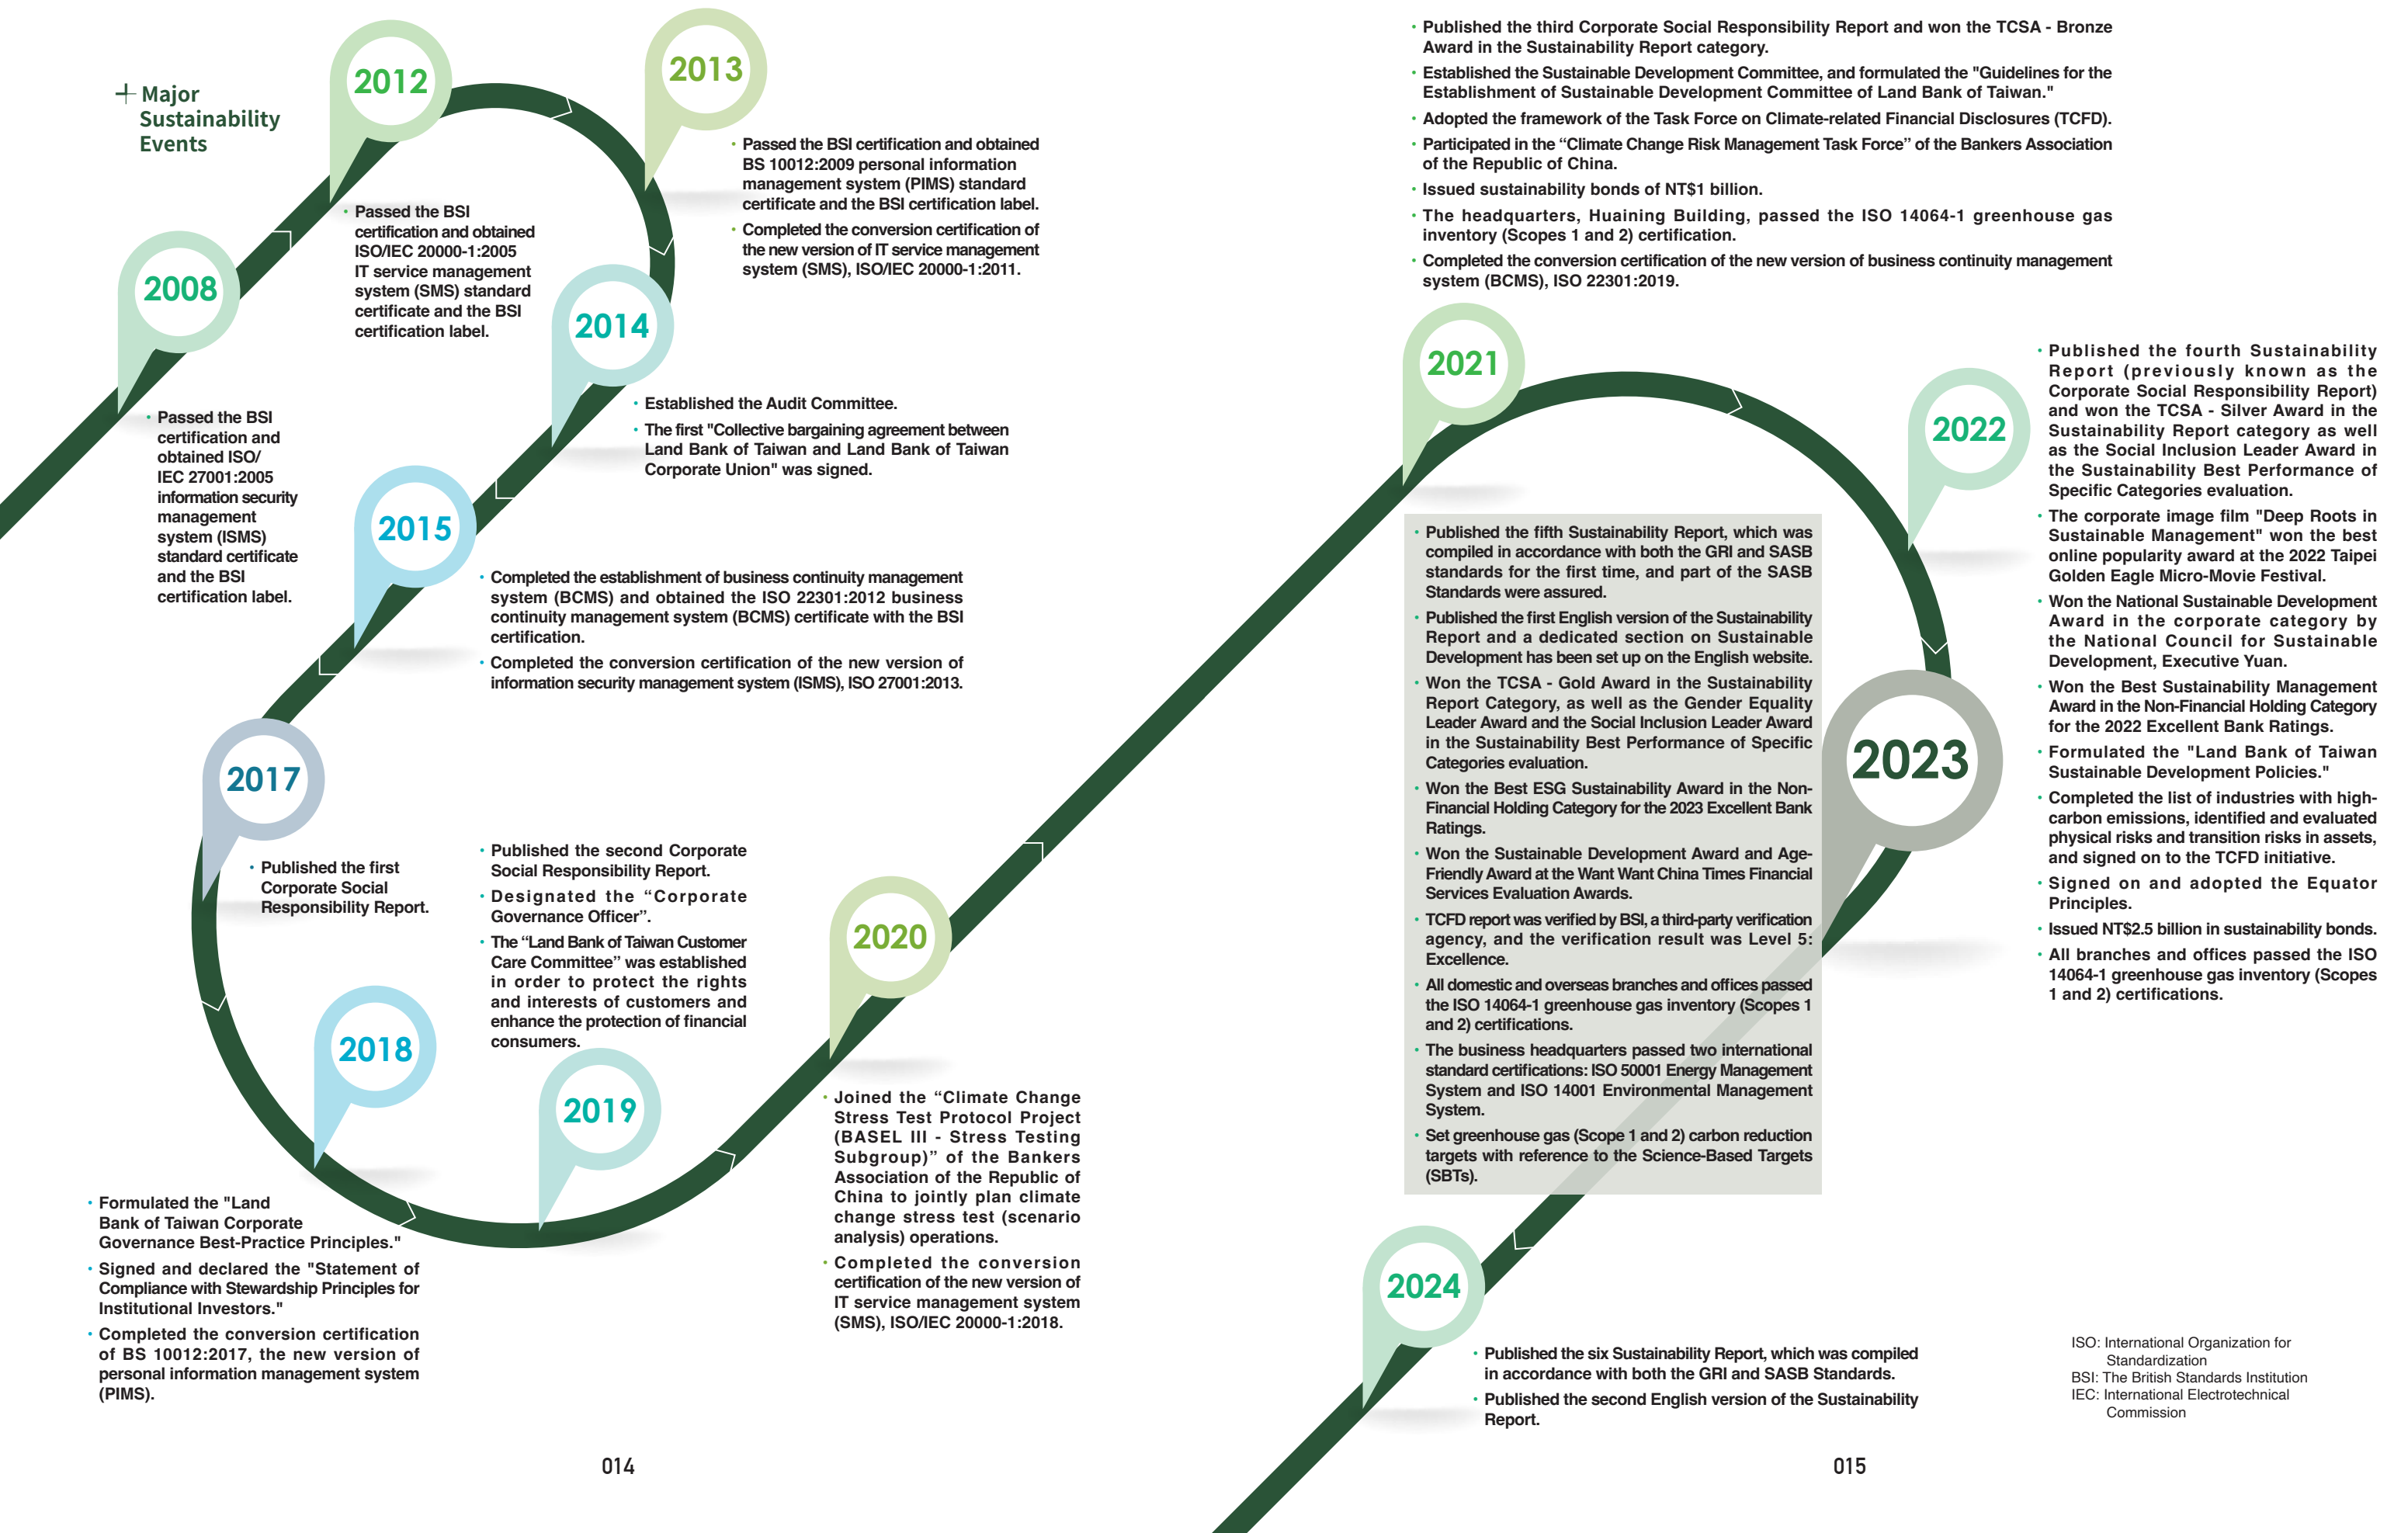 Major
Sustainability
Events
2008
• Passed the BSI
certification and
obtained ISO/
IEC 27001:2005
information security
management
system (ISMS)
standard certificate
and the BSI
certification label.
2012
• Passed the BSI
certification and obtained
ISO/IEC 20000-1:2005
IT service management
system (SMS) standard
certificate and the BSI
certification label.
2013
• Passed the BSI certification and obtained
BS 10012:2009 personal information
management system (PIMS) standard
certificate and the BSI certification label.
• Completed the conversion certification of
the new version of IT service management
system (SMS), ISO/IEC 20000-1:2011.
2014
• Established the Audit Committee.
• The first "Collective bargaining agreement between
Land Bank of Taiwan and Land Bank of Taiwan
Corporate Union" was signed.
2015
• Completed the establishment of business continuity management
system (BCMS) and obtained the ISO 22301:2012 business
continuity management system (BCMS) certificate with the BSI
certification.
• Completed the conversion certification of the new version of
information security management system (ISMS), ISO 27001:2013.
2017
• Published the first
Corporate Social
Responsibility Report.
2018
• Formulated the "Land
Bank of Taiwan Corporate
Governance Best-Practice Principles."
• Signed and declared the "Statement of
Compliance with Stewardship Principles for
Institutional Investors."
• Completed the conversion certification
of BS 10012:2017, the new version of
personal information management system
(PIMS).
• Published the second Corporate
Social Responsibility Report.
• Designated the “Corporate
Governance Officer”.
• The “Land Bank of Taiwan Customer
Care Committee” was established
in order to protect the rights
and interests of customers and
enhance the protection of financial
consumers.
2019
2020
• Joined the “Climate Change
Stress Test Protocol Project
(BASEL III - Stress Testing
Subgroup)” of the Bankers
Association of the Republic of
China to jointly plan climate
change stress test (scenario
analysis) operations.
• Completed the conversion
certification of the new version of
IT service management system
(SMS), ISO/IEC 20000-1:2018.
014
• Published the third Corporate Social Responsibility Report and won the TCSA - Bronze
Award in the Sustainability Report category.
• Established the Sustainable Development Committee, and formulated the "Guidelines for the
Establishment of Sustainable Development Committee of Land Bank of Taiwan."
• Adopted the framework of the Task Force on Climate-related Financial Disclosures (TCFD).
• Participated in the “Climate Change Risk Management Task Force” of the Bankers Association
of the Republic of China.
• Issued sustainability bonds of NT$1 billion.
• The headquarters, Huaining Building, passed the ISO 14064-1 greenhouse gas
inventory (Scopes 1 and 2) certification.
• Completed the conversion certification of the new version of business continuity management
system (BCMS), ISO 22301:2019.
2021
2022
• Published the fourth Sustainability
Report (previously known as the
Corporate Social Responsibility Report)
and won the TCSA - Silver Award in the
Sustainability Report category as well
as the Social Inclusion Leader Award in
the Sustainability Best Performance of
Specific Categories evaluation.
• The corporate image film "Deep Roots in
Sustainable Management" won the best
online popularity award at the 2022 Taipei
Golden Eagle Micro-Movie Festival.
• Won the National Sustainable Development
Award in the corporate category by
the National Council for Sustainable
Development, Executive Yuan.
• Won the Best Sustainability Management
Award in the Non-Financial Holding Category
for the 2022 Excellent Bank Ratings.
• Formulated the "Land Bank of Taiwan
Sustainable Development Policies."
• Completed the list of industries with high-
carbon emissions, identified and evaluated
physical risks and transition risks in assets,
and signed on to the TCFD initiative.
• Signed on and adopted the Equator
Principles.
• Issued NT$2.5 billion in sustainability bonds.
• All branches and offices passed the ISO
14064-1 greenhouse gas inventory (Scopes
1 and 2) certifications.
2023
• Published the fifth Sustainability Report, which was
compiled in accordance with both the GRI and SASB
standards for the first time, and part of the SASB
Standards were assured.
• Published the first English version of the Sustainability
Report and a dedicated section on Sustainable
Development has been set up on the English website.
• Won the TCSA - Gold Award in the Sustainability
Report Category, as well as the Gender Equality
Leader Award and the Social Inclusion Leader Award
in the Sustainability Best Performance of Specific
Categories evaluation.
• Won the Best ESG Sustainability Award in the Non-
Financial Holding Category for the 2023 Excellent Bank
Ratings.
• Won the Sustainable Development Award and Age-
Friendly Award at the Want Want China Times Financial
Services Evaluation Awards.
• TCFD report was verified by BSI, a third-party verification
agency, and the verification result was Level 5:
Excellence.
• All domestic and overseas branches and offices passed
the ISO 14064-1 greenhouse gas inventory (Scopes 1
and 2) certifications.
• The business headquarters passed two international
standard certifications: ISO 50001 Energy Management
System and ISO 14001 Environmental Management
System.
• Set greenhouse gas (Scope 1 and 2) carbon reduction
targets with reference to the Science-Based Targets
(SBTs).
2024
• Published the six Sustainability Report, which was compiled
in accordance with both the GRI and SASB Standards.
• Published the second English version of the Sustainability
Report.
ISO: International Organization for
Standardization
BSI: The British Standards Institution
IEC: International Electrotechnical
Commission
015